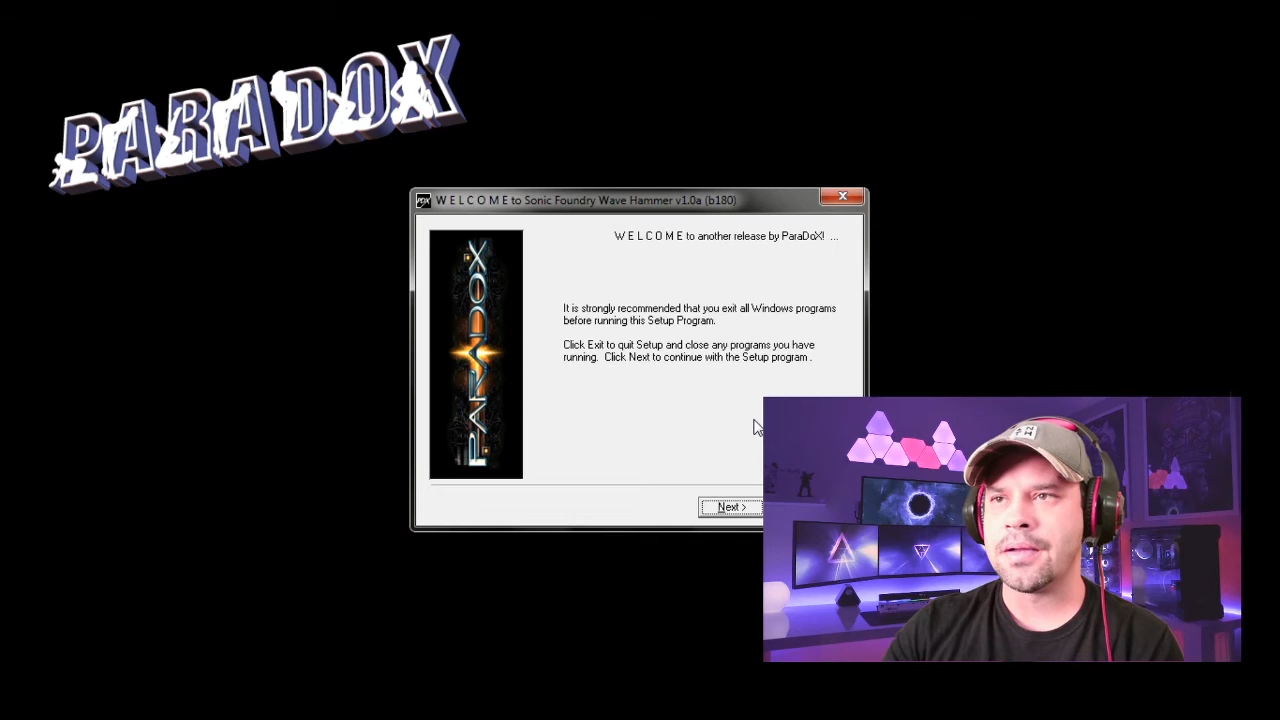 PARADOX
PDX W E L C O M E to Sonic Foundry Wave Hammer v1.0a (b180)
W E L C O M E to another release by ParaDoX! ...
PARADOX
It is strongly recommended that you exit all Windows programs
before running this Setup Program.
Click Exit to quit Setup and close any programs you have
running. Click Next to continue with the Setup program .
Next >